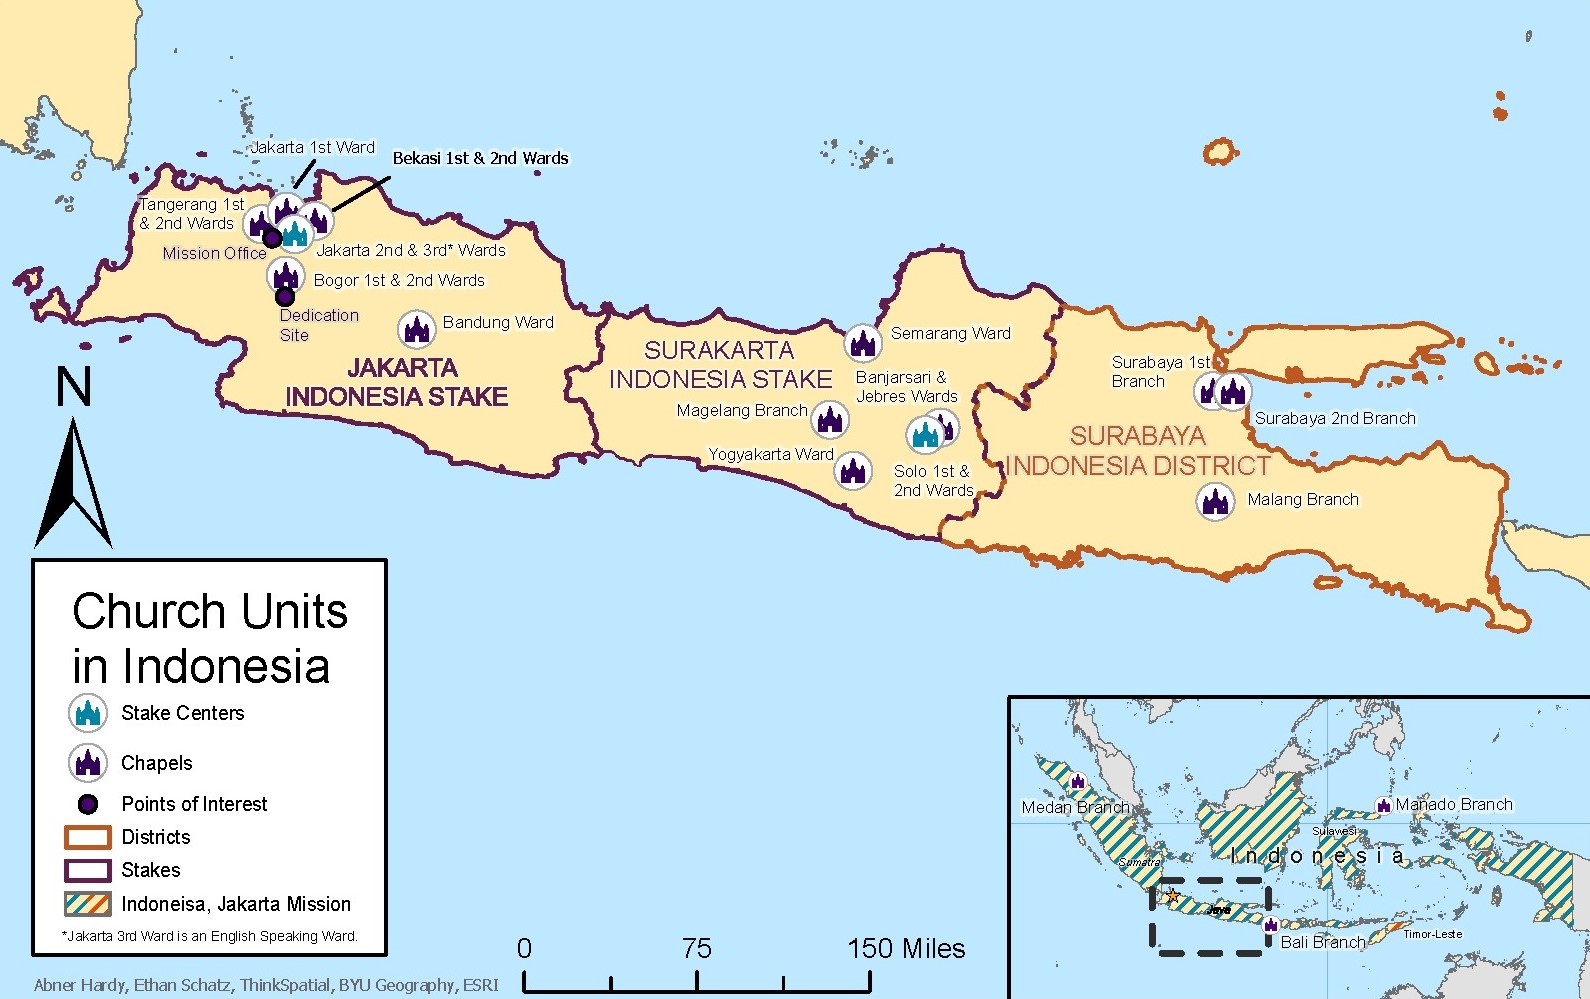 Jakarta 1st Ward
Bekasi 1st & 2nd Wards
Tangerang 1st
& 2nd Wards
Mission Office
Jakarta 2nd & 3rd* Wards
Bogor 1st & 2nd Wards
Dedication
Site
Bandung Ward
JAKARTA
INDONESIA STAKE
SURAKARTA
INDONESIA STAKE
Semarang Ward
Banjarsari &
Jebres Wards
Magelang Branch
Yogyakarta Ward
Solo 1st &
2nd Wards
Surabaya 1st
Branch
Surabaya 2nd Branch
SURABAYA
INDONESIA DISTRICT
Malang Branch
N
Church Units
in Indonesia
Stake Centers
Chapels
Points of Interest
Districts
Stakes
Indoneisa, Jakarta Mission
*Jakarta 3rd Ward is an English Speaking Ward.
Abner Hardy, Ethan Schatz, ThinkSpatial, BYU Geography, ESRI
0 75 150 Miles
Medan Branch
Manado Branch
Sulawesi
Indonesia
Sumatra
Java
Bali Branch
Timor-Leste